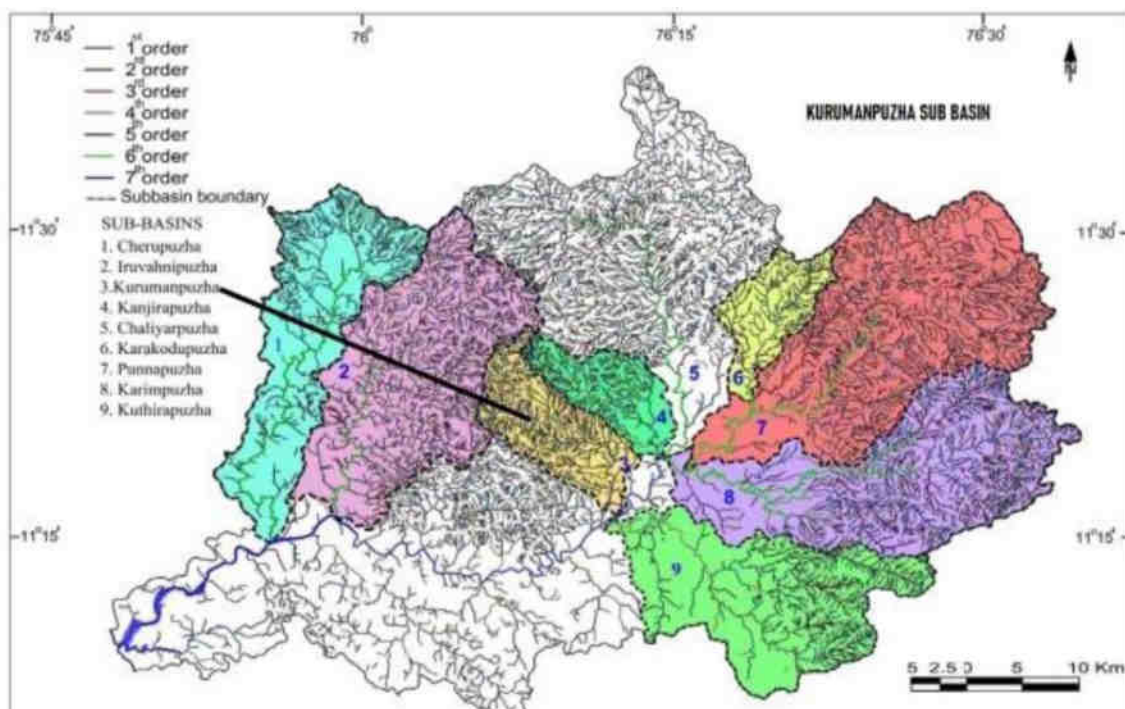 75°45'
76°
76°15'
76°30'
1st order
2nd order
3rd order
4th order
5th order
6th order
7th order
Subbasin boundary
N
KURUMANPUZHA SUB BASIN
11°30'
11°30'
SUB-BASINS
1. Cherupuzha
2. Iruvahnipuzha
3.Kurumanpuzha
4. Kanjirapuzha
5. Chaliyarpuzha
6. Karakodupuzha
7. Punnapuzha
8. Karimpuzha
9. Kuthirapuzha
1
2
3
4
5
6
7
8
9
11°15'
11°15'
5 2.5 0 5 10 Km